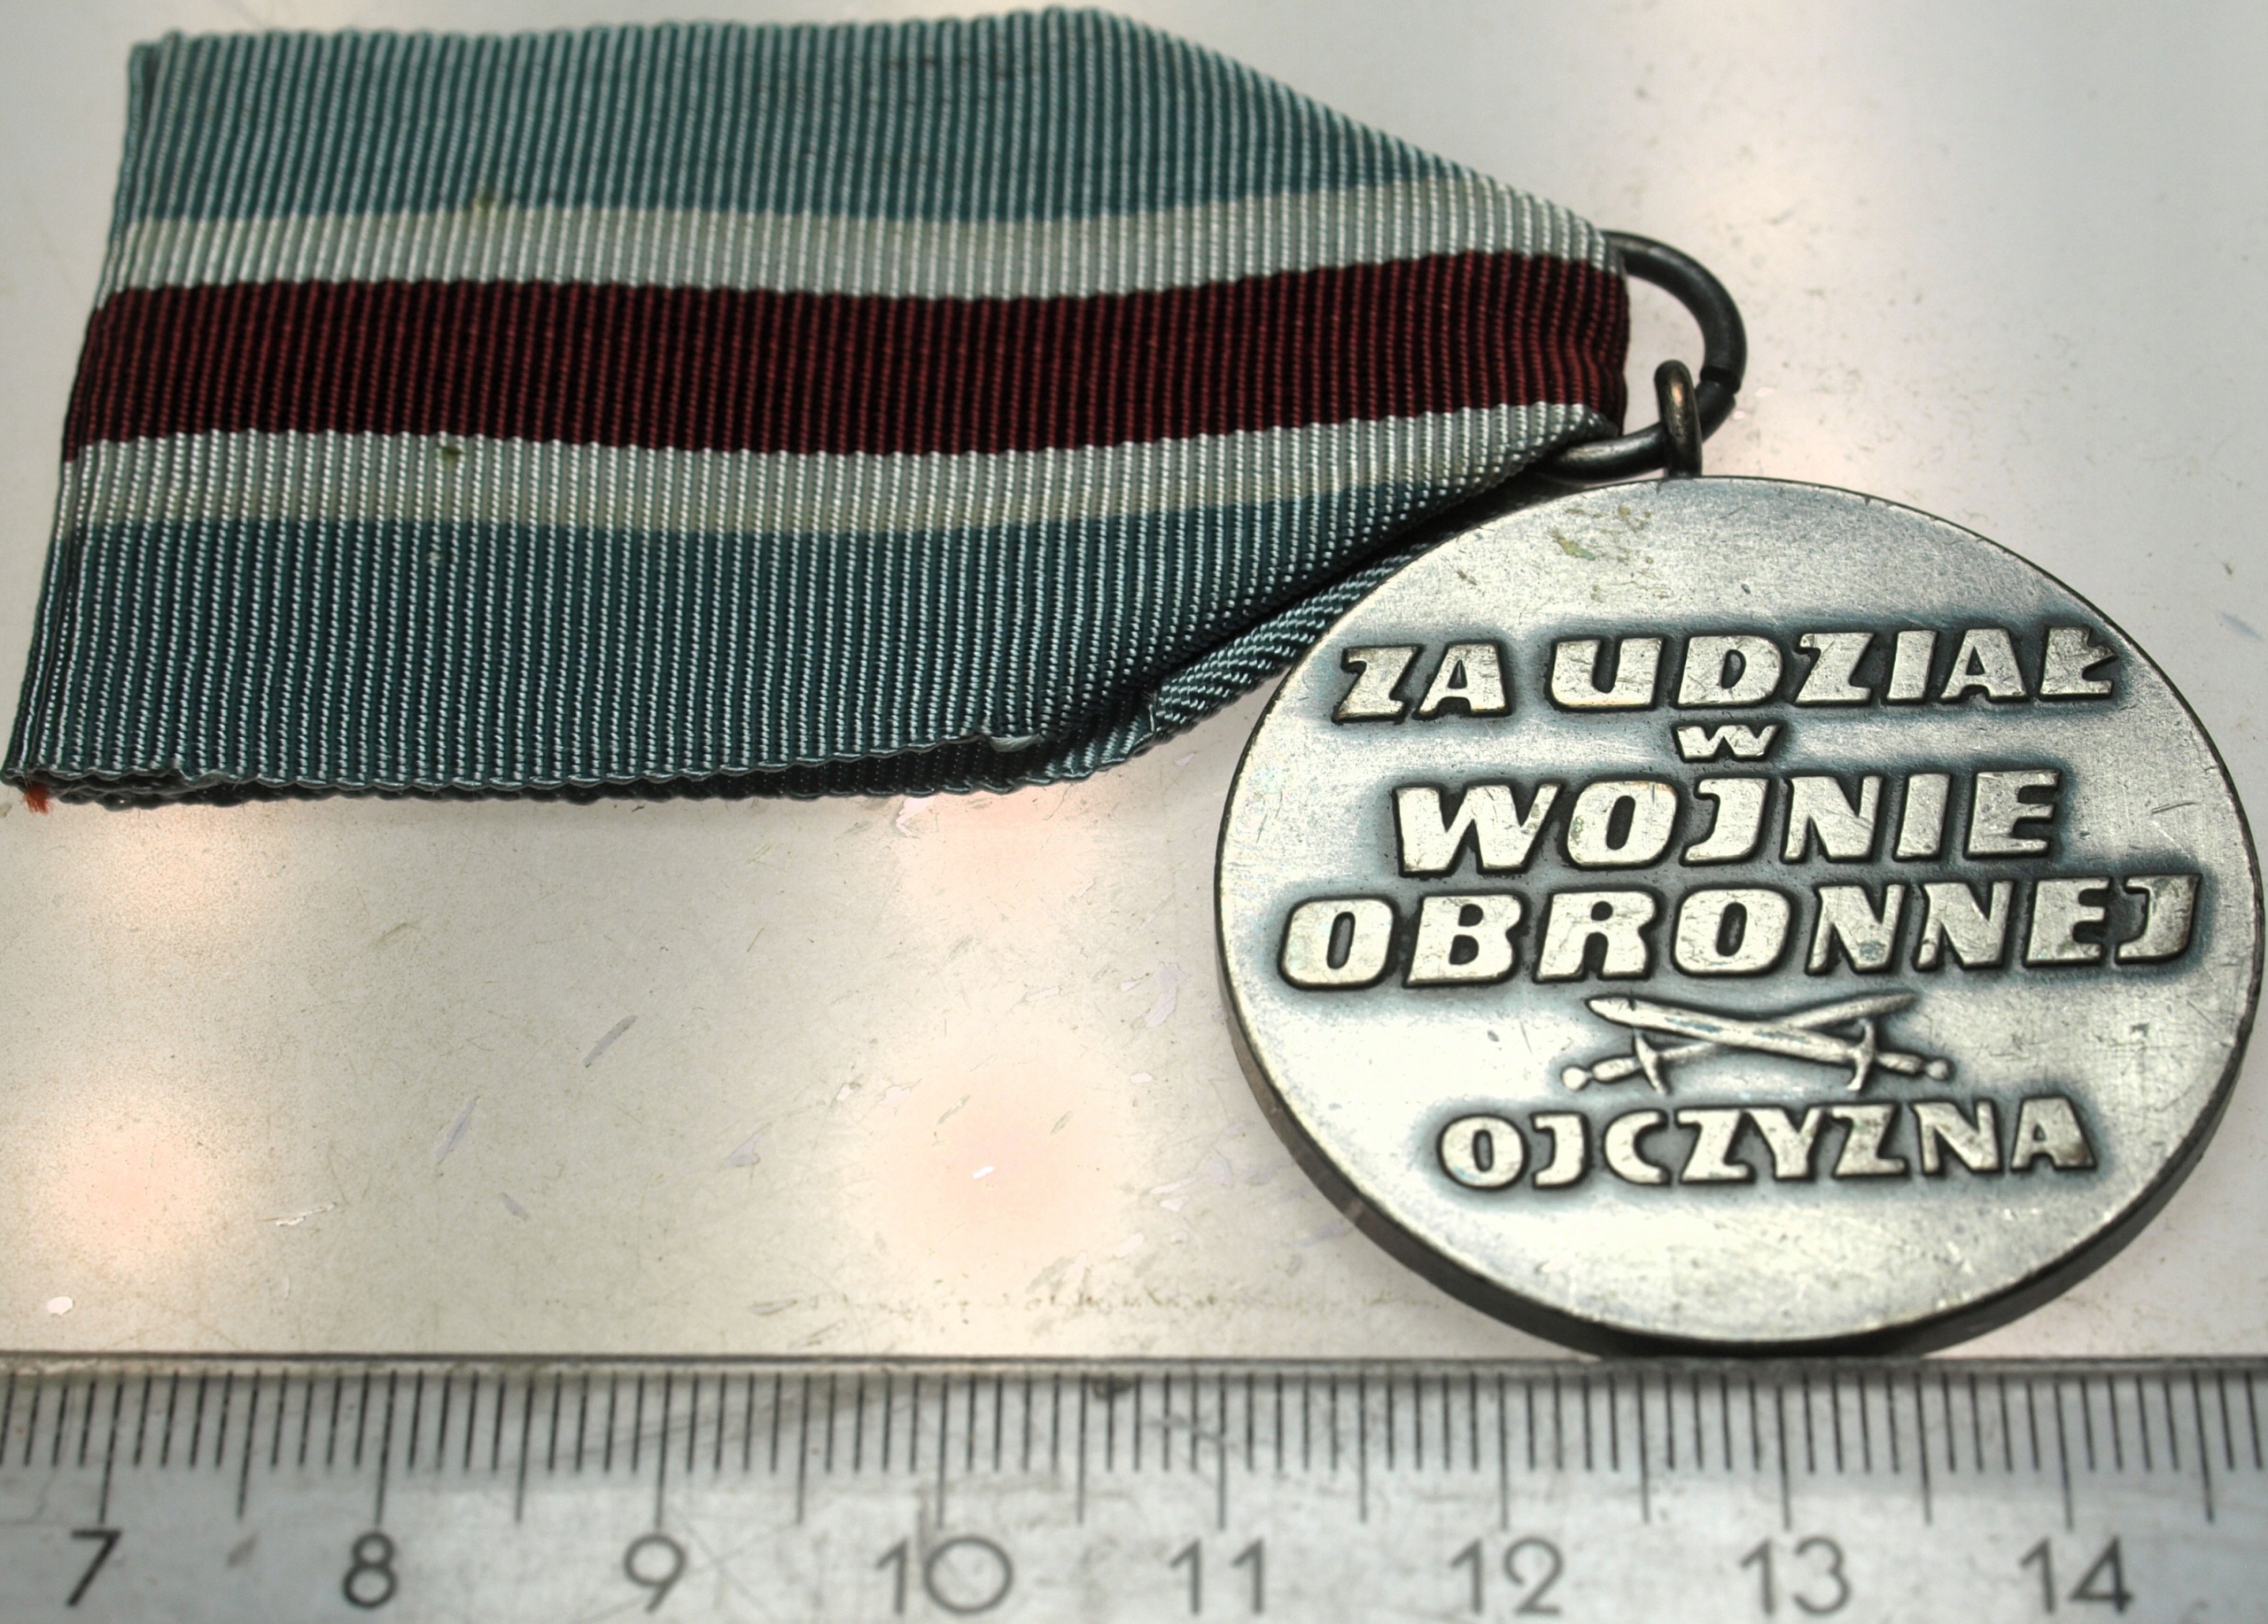 ZA UDZIAŁ
W
WOJNIE
OBRONNEJ
OJCZYZNA
7 8 9 10 11 12 13 14